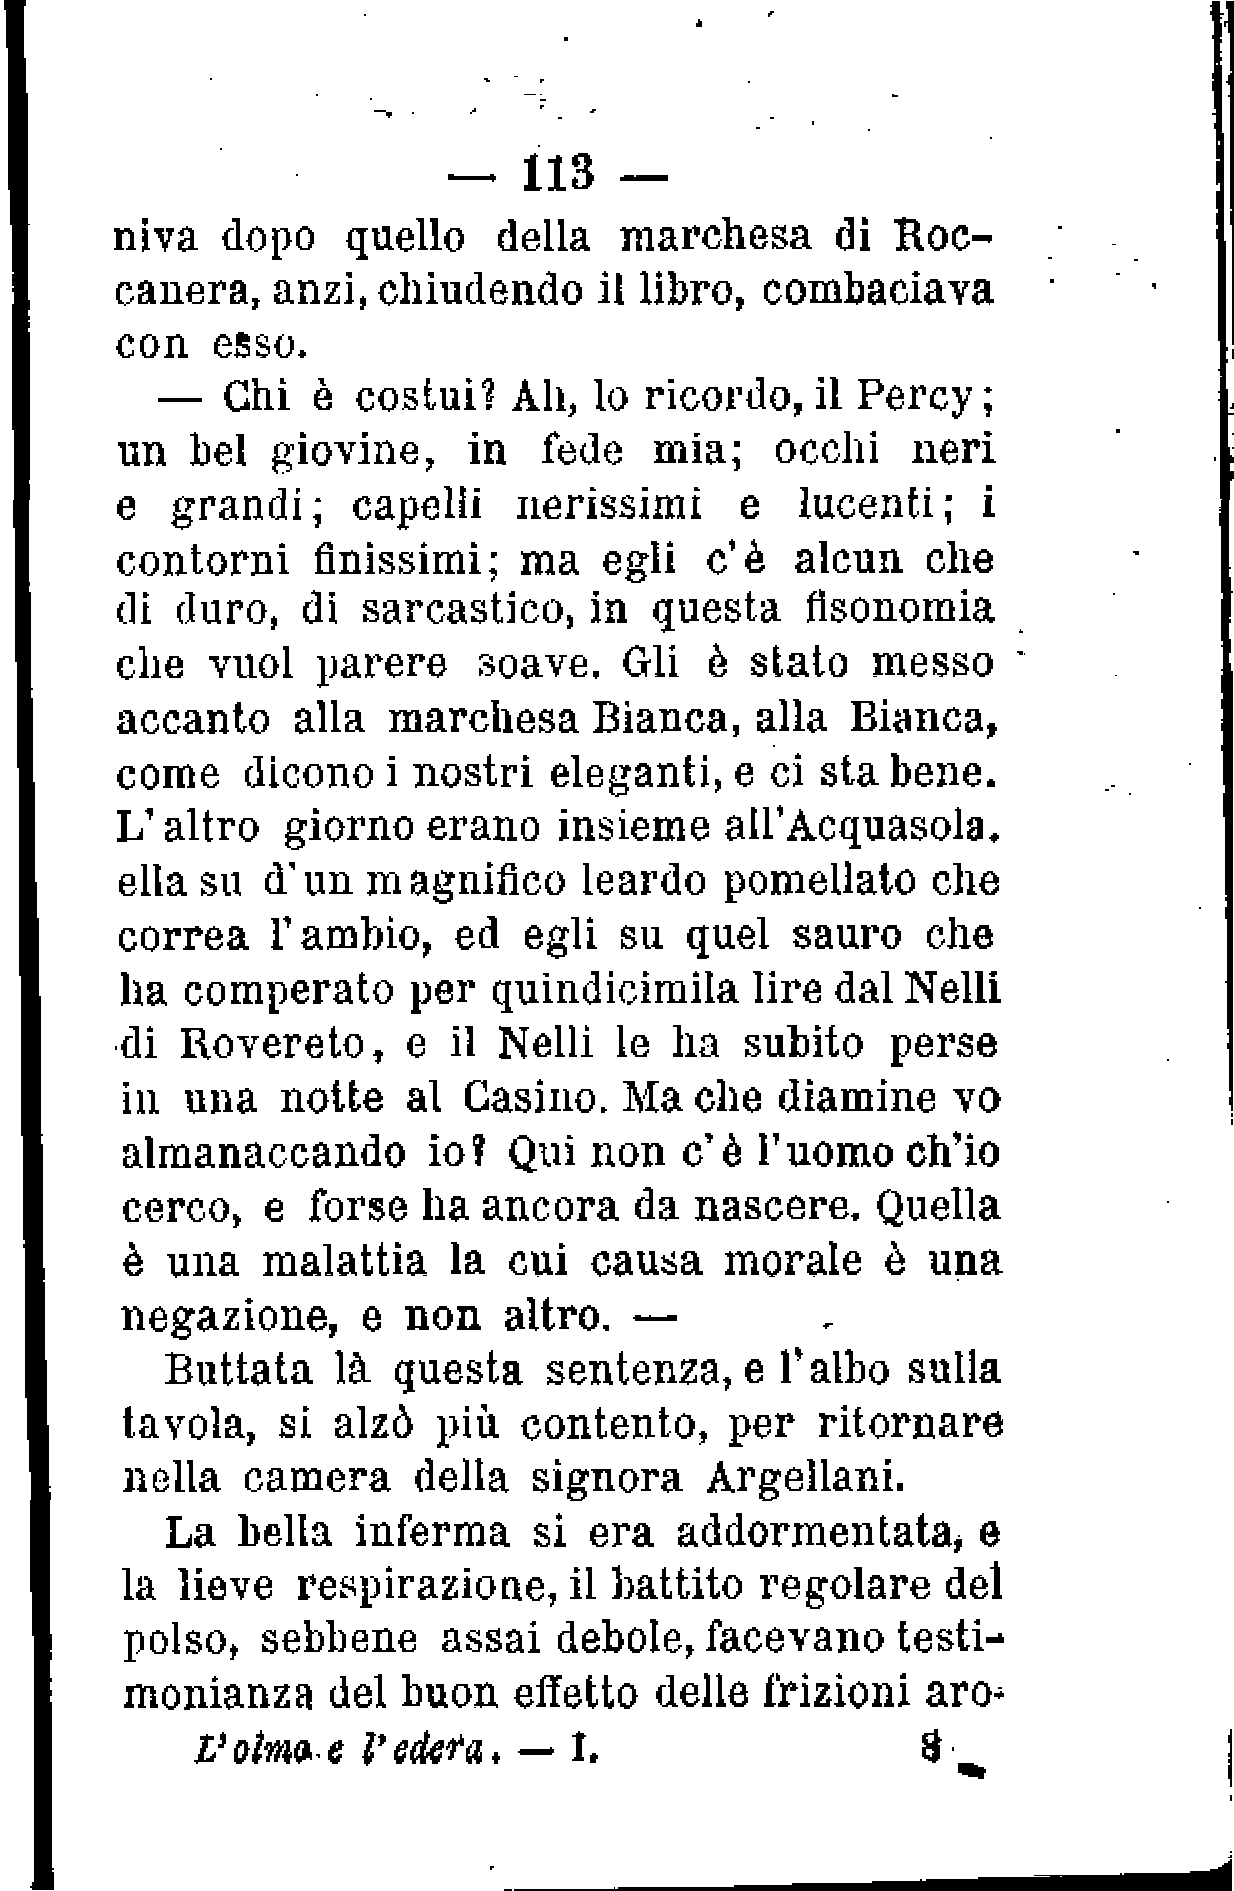 — 113 —
niva dopo quello della marchesa di Roc-
canera, anzi, chiudendo il libro, combaciava
con esso.
— Chi è costui? Ah, lo ricordo, il Percy;
un bel giovine, in fede mia; occhi neri
e grandi; capelli nerissimi e lucenti; i
contorni finissimi; ma egli c'è alcun che
di duro, di sarcastico, in questa fisonomia
che vuol parere soave. Gli è stato messo
accanto alla marchesa Bianca, alla Bianca,
come dicono i nostri eleganti, e ci sta bene.
L'altro giorno erano insieme all'Acquasola.
ella su d'un magnifico leardo pomellato che
correa l'ambio, ed egli su quel sauro che
ha comperato per quindicimila lire dal Nelli
di Rovereto, e il Nelli le ha subito perse
in una notte al Casino. Ma che diamine vo
almanaccando io? Qui non c'è l'uomo ch'io
cerco, e forse ha ancora da nascere. Quella
è una malattia la cui causa morale è una
negazione, e non altro. —
Buttata là questa sentenza, e l'albo sulla
tavola, si alzò più contento, per ritornare
nella camera della signora Argellani.
La bella inferma si era addormentata, e
la lieve respirazione, il battito regolare del
polso, sebbene assai debole, facevano testi-
monianza del buon effetto delle frizioni aro-
L'olmo e l'edera. — I. 8